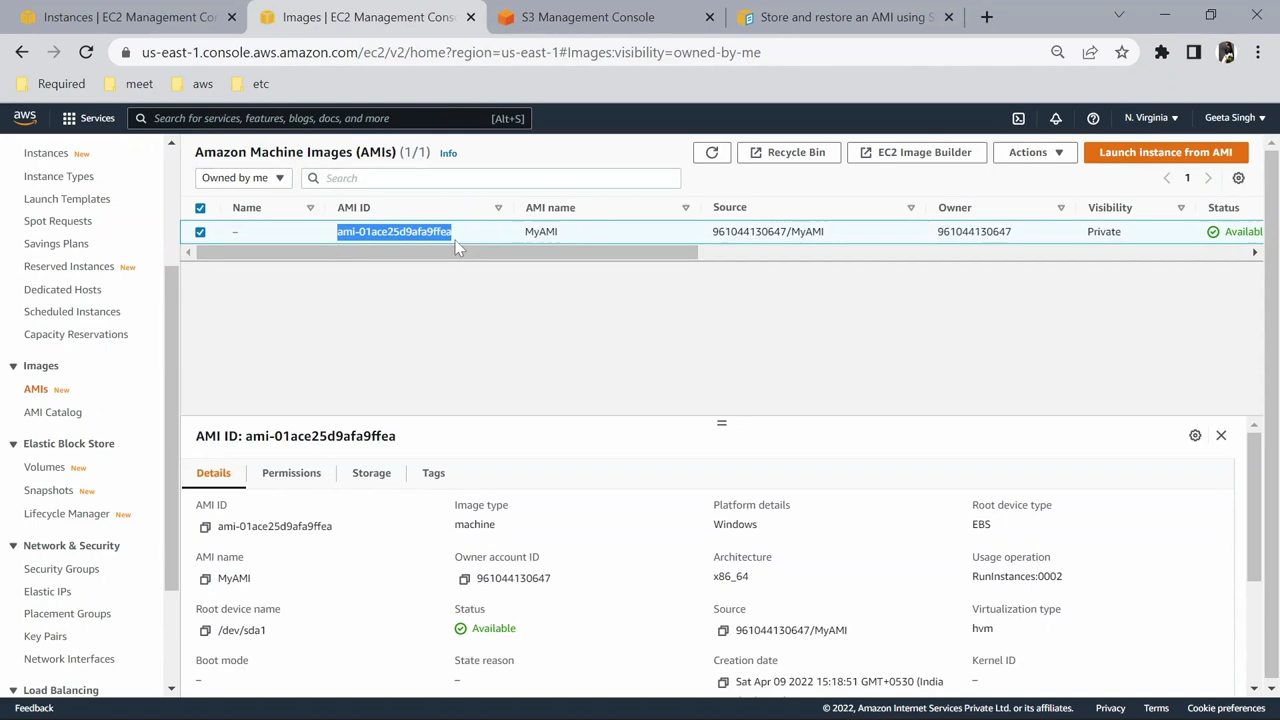 Instances | EC2 Management Con
Images | EC2 Management Cons
S3 Management Console
Store and restore an AMI using S
us-east-1.console.aws.amazon.com/ec2/v2/home?region=us-east-1#Images:visibility=owned-by-me
Required meet aws etc
aws Services Search for services, features, blogs, docs, and more [Alt+S] N. Virginia Geeta Singh
Instances New
Instance Types
Launch Templates
Spot Requests
Savings Plans
Reserved Instances New
Dedicated Hosts
Scheduled Instances
Capacity Reservations
Images
AMIs New
AMI Catalog
Elastic Block Store
Volumes New
Snapshots New
Lifecycle Manager New
Network & Security
Security Groups
Elastic IPs
Placement Groups
Key Pairs
Network Interfaces
Load Balancing
Amazon Machine Images (AMIs) (1/1) Info Recycle Bin EC2 Image Builder Actions Launch instance from AMI
Owned by me Search 1
Name AMI ID AMI name Source Owner Visibility Status
– ami-01ace25d9afa9ffea MyAMI 961044130647/MyAMI 961044130647 Private Availabl
AMI ID: ami-01ace25d9afa9ffea
Details Permissions Storage Tags
AMI ID Image type Platform details Root device type
ami-01ace25d9afa9ffea machine Windows EBS
AMI name Owner account ID Architecture Usage operation
MyAMI 961044130647 x86_64 RunInstances:0002
Root device name Status Source Virtualization type
/dev/sda1 Available 961044130647/MyAMI hvm
Boot mode State reason Creation date Kernel ID
– – Sat Apr 09 2022 15:18:51 GMT+0530 (India –
Feedback © 2022, Amazon Internet Services Private Ltd. or its affiliates. Privacy Terms Cookie preferences